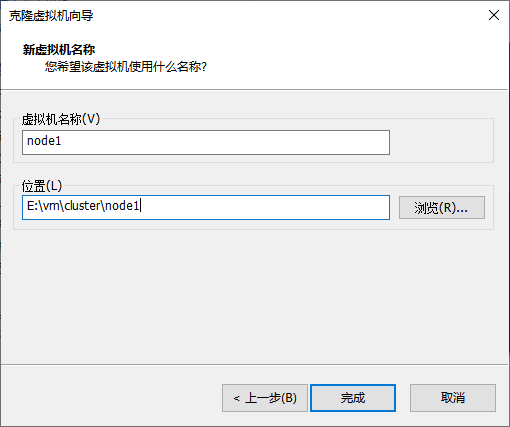 克隆虚拟机向导
新虚拟机名称
您希望该虚拟机使用什么名称?
虚拟机名称(V)
node1
位置(L)
E:\vm\cluster\node1
浏览(R)...
< 上一步(B)
完成
取消